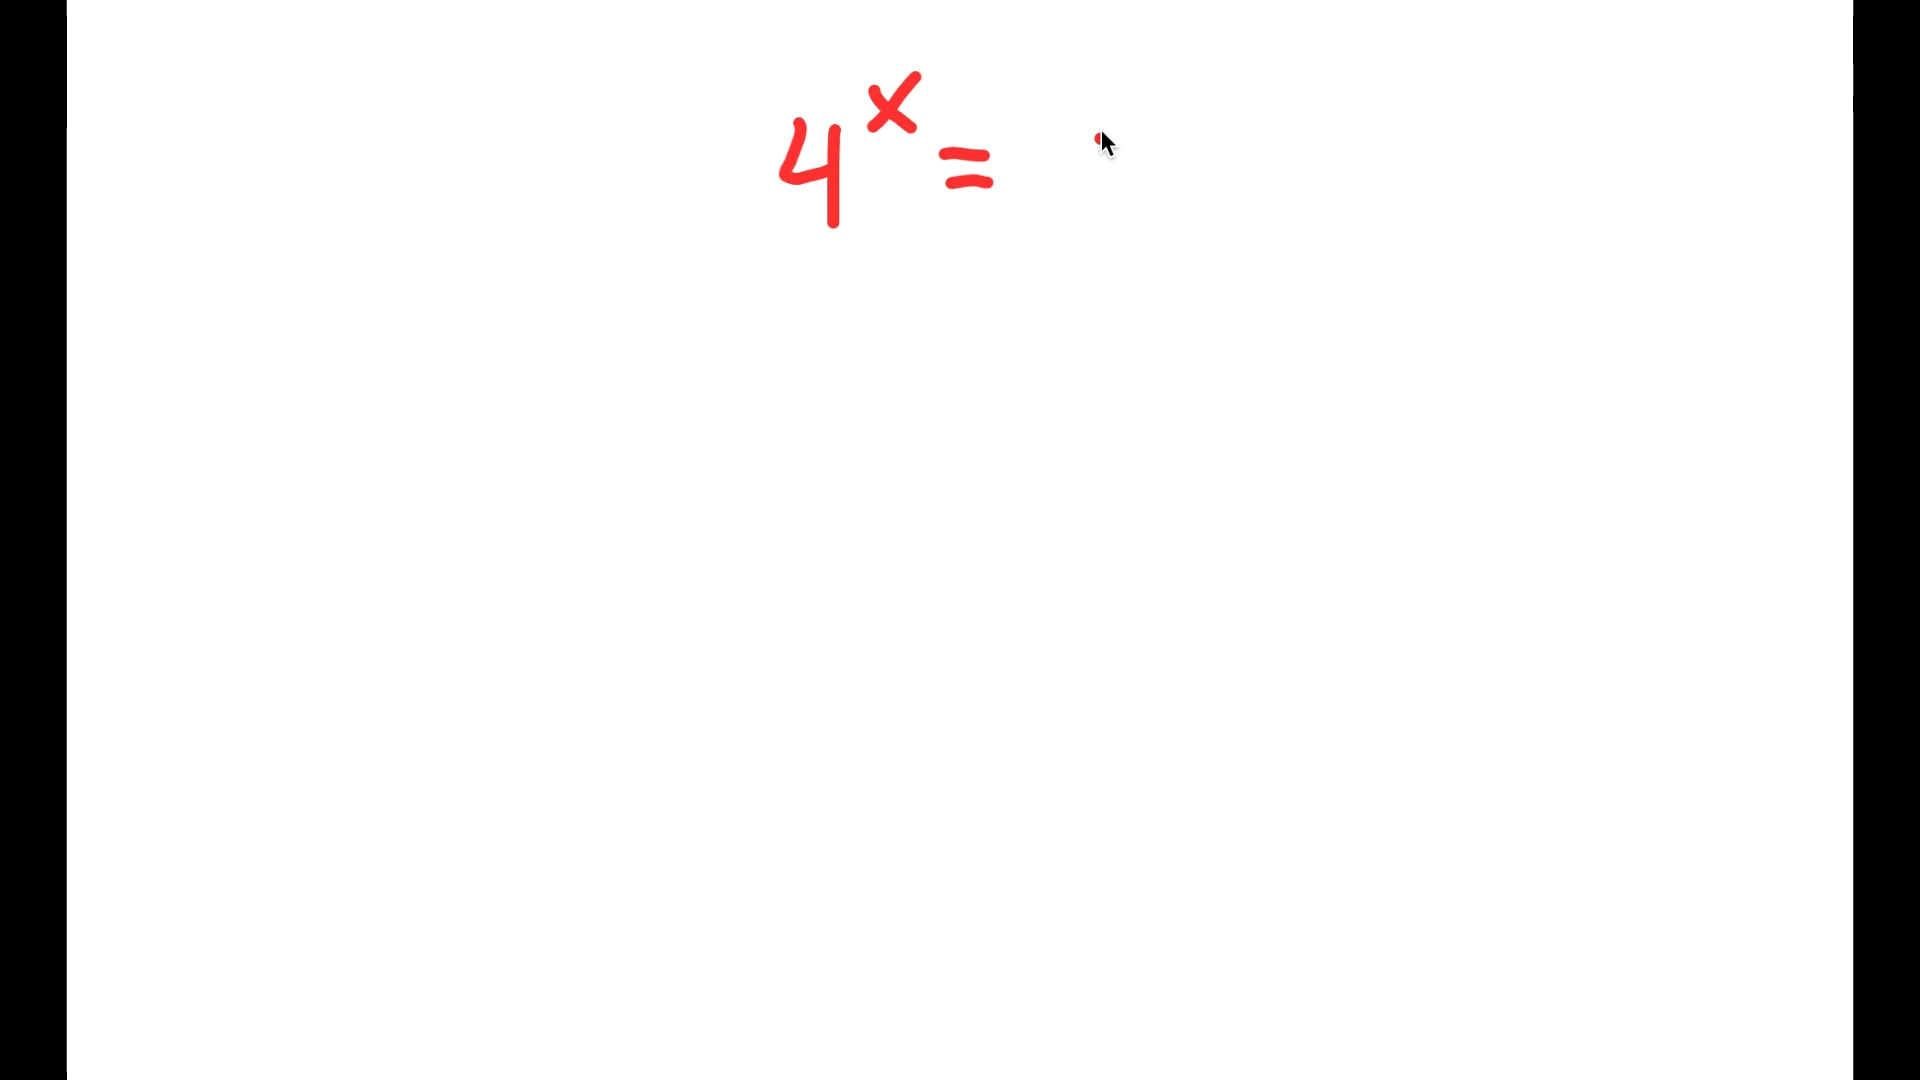 4^x =